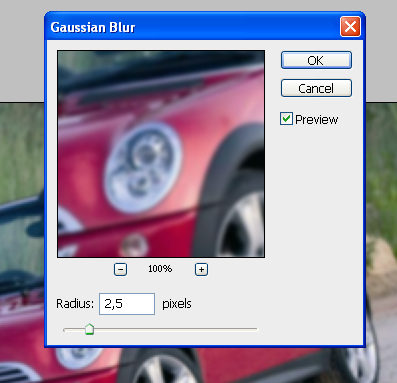 Gaussian Blur
OK
Cancel
Preview
100%
Radius: 2,5 pixels